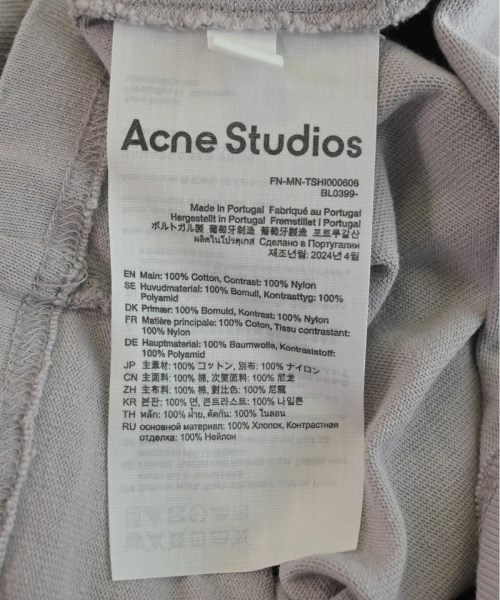 Acne Studios
FN-MN-TSHI000606
BL0399-
Made in Portugal Fabriqué au Portugal
Hergestellt in Portugal Fremstillet i Portugal
ポルトガル製 葡萄牙制造 葡萄牙製造 포르투갈산
ผลิตในโปรตุเกส Сделано в Португалии
제조년월: 2024년 4월
EN Main: 100% Cotton, Contrast: 100% Nylon
SE Huvudmaterial: 100% Bomull, Kontrasttyg: 100%
Polyamid
DK Primær: 100% Bomuld, Kontrast: 100% Nylon
FR Matière principale: 100% Coton, Tissu contrastant:
100% Nylon
DE Hauptmaterial: 100% Baumwolle, Kontraststoff:
100% Polyamid
JP 主素材: 100% コットン, 別布: 100% ナイロン
CN 主面料: 100% 棉, 次要面料: 100% 尼龙
ZH 主布料: 100% 棉, 對比色: 100% 尼龍
KR 본판: 100% 면, 콘트라스트: 100% 나일론
TH หลัก: 100% ฝ้าย, ตัดกัน: 100% ไนลอน
RU основной материал: 100% Хлопок, Контрастная
отделка: 100% Нейлон